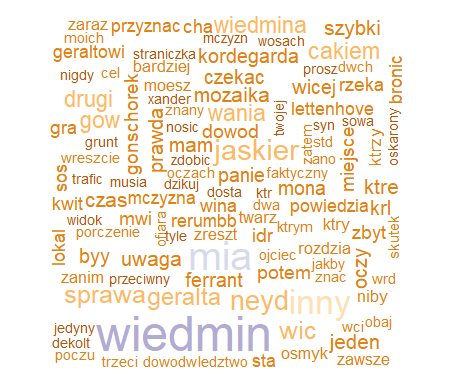 zaraz przyznac cha wiedmina szybki
moich mczyzn wosach cakiem
geraltowi straniczka kordegarda
nigdy cel bardziej prosz dwch bronic
moesz czekac wicej rzeka
drugi xander mozaika lettenhove
gra gow gonschorek znany wania twojej syn sowa oskarony
grunt prawda nosic dowod zatem std ktrzy
wreszcie mam jaskier ano miejsce
sos trafic zdobic panie faktyczny
musia oczach dzikuj dosta ktr mona ktre
kwit czas mczyzna wina dwa powiedzia krl
widok mwi rerumbb twarz ktrym ktry zbyt skutek
porczenie ofiara tyle zreszt idr rozdzia
lokal byy uwaga mia ojciec jakby oczy
zanim przeciwny ferrant potem znac wrd
sprawa geralta neyd inny niby
jedyny wiedmin wic wci obaj
dekolt jeden
poczu osmyk
trzeci dowodwledztwo sta zawsze